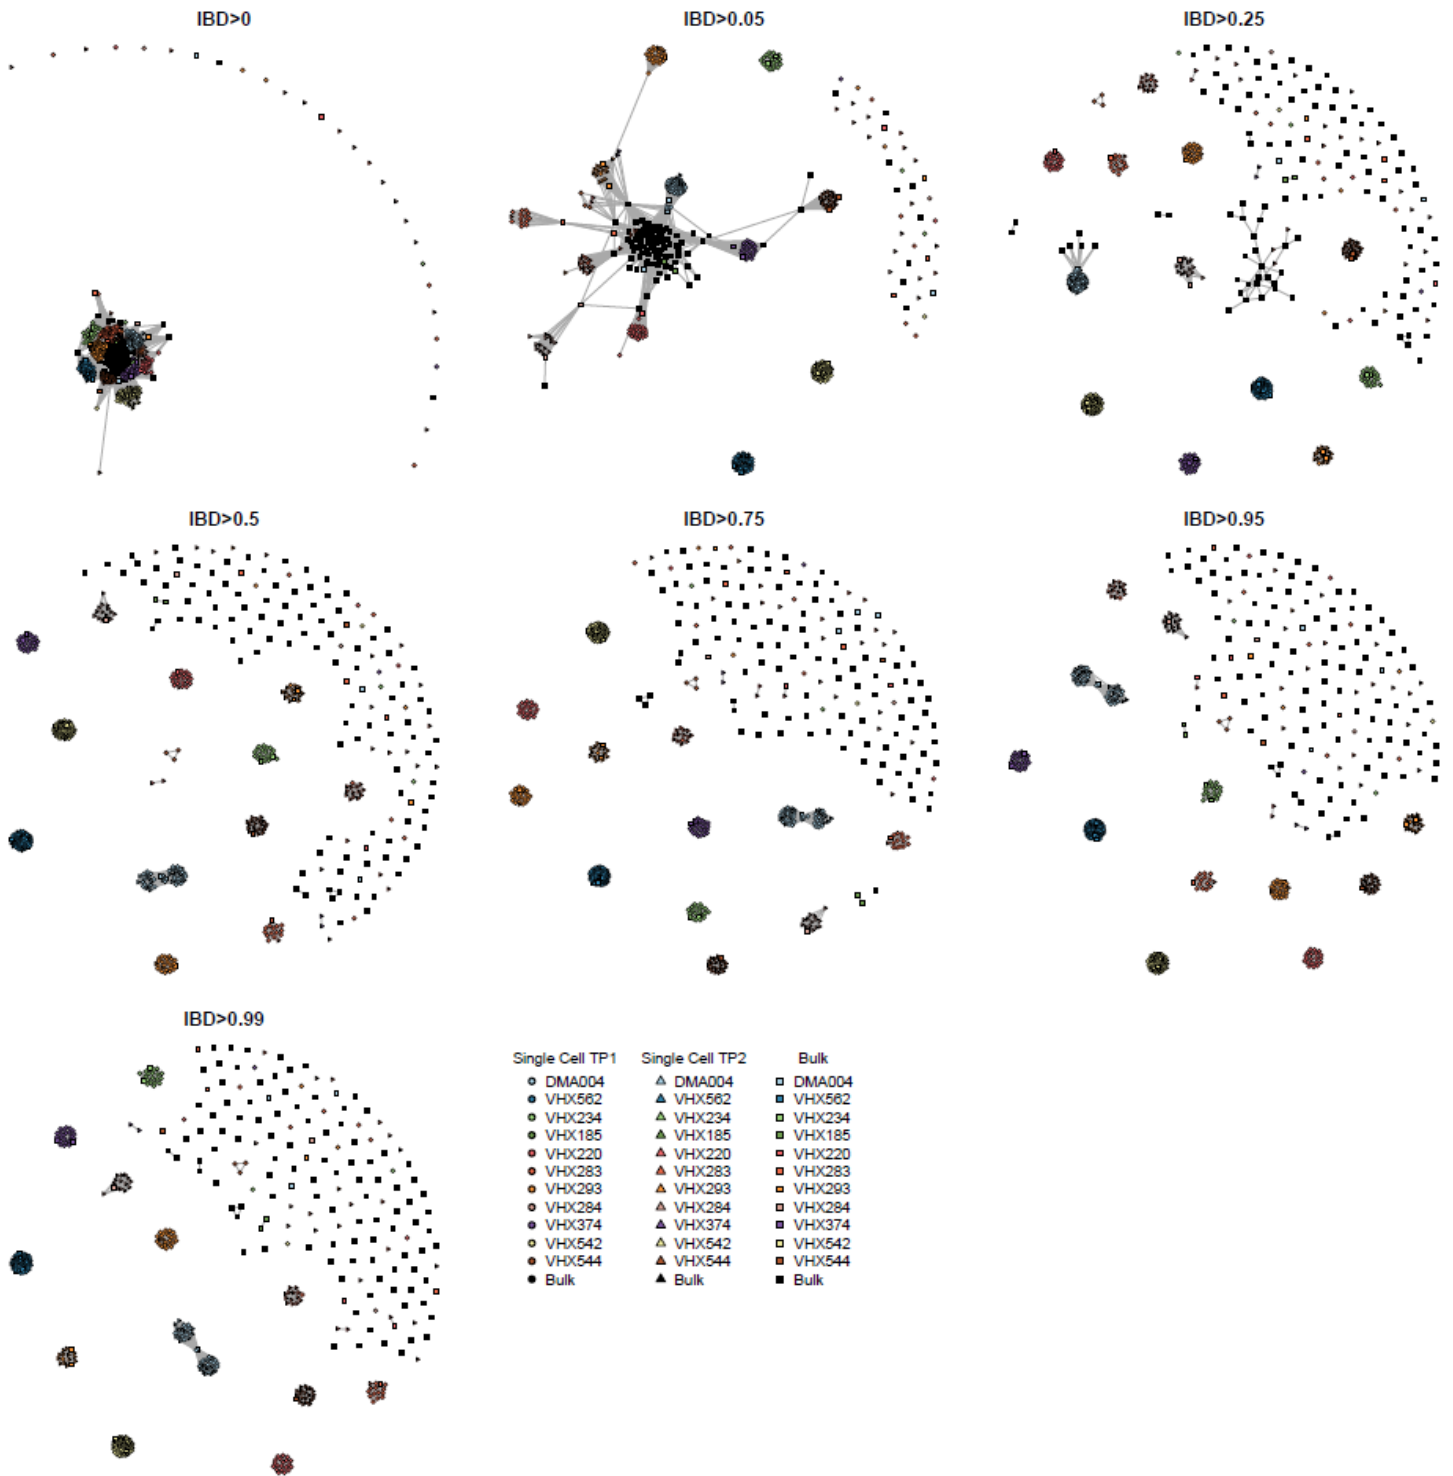 IBD>0
IBD>0.05
IBD>0.25
IBD>0.5
IBD>0.75
IBD>0.95
IBD>0.99
Single Cell TP1 Single Cell TP2 Bulk
DMA004 DMA004 DMA004
VHX562 VHX562 VHX562
VHX234 VHX234 VHX234
VHX185 VHX185 VHX185
VHX220 VHX220 VHX220
VHX283 VHX283 VHX283
VHX293 VHX293 VHX293
VHX284 VHX284 VHX284
VHX374 VHX374 VHX374
VHX542 VHX542 VHX542
VHX544 VHX544 VHX544
Bulk Bulk Bulk